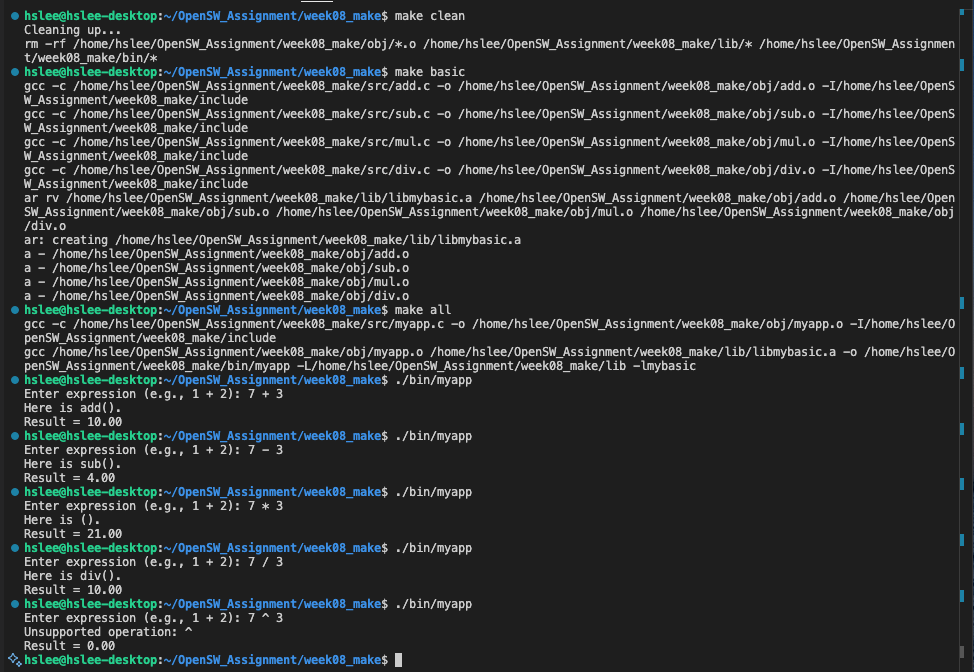 hslee@hslee-desktop:~/OpenSW_Assignment/week08_make$ make clean
Cleaning up...
rm -rf /home/hslee/OpenSW_Assignment/week08_make/obj/*.o /home/hslee/OpenSW_Assignment/week08_make/lib/* /home/hslee/OpenSW_Assignmen
t/week08_make/bin/*
hslee@hslee-desktop:~/OpenSW_Assignment/week08_make$ make basic
gcc -c /home/hslee/OpenSW_Assignment/week08_make/src/add.c -o /home/hslee/OpenSW_Assignment/week08_make/obj/add.o -I/home/hslee/OpenS
W_Assignment/week08_make/include
gcc -c /home/hslee/OpenSW_Assignment/week08_make/src/sub.c -o /home/hslee/OpenSW_Assignment/week08_make/obj/sub.o -I/home/hslee/OpenS
W_Assignment/week08_make/include
gcc -c /home/hslee/OpenSW_Assignment/week08_make/src/mul.c -o /home/hslee/OpenSW_Assignment/week08_make/obj/mul.o -I/home/hslee/OpenS
W_Assignment/week08_make/include
gcc -c /home/hslee/OpenSW_Assignment/week08_make/src/div.c -o /home/hslee/OpenSW_Assignment/week08_make/obj/div.o -I/home/hslee/OpenS
W_Assignment/week08_make/include
ar rv /home/hslee/OpenSW_Assignment/week08_make/lib/libmybasic.a /home/hslee/OpenSW_Assignment/week08_make/obj/add.o /home/hslee/Open
SW_Assignment/week08_make/obj/sub.o /home/hslee/OpenSW_Assignment/week08_make/obj/mul.o /home/hslee/OpenSW_Assignment/week08_make/obj
/div.o
ar: creating /home/hslee/OpenSW_Assignment/week08_make/lib/libmybasic.a
a - /home/hslee/OpenSW_Assignment/week08_make/obj/add.o
a - /home/hslee/OpenSW_Assignment/week08_make/obj/sub.o
a - /home/hslee/OpenSW_Assignment/week08_make/obj/mul.o
a - /home/hslee/OpenSW_Assignment/week08_make/obj/div.o
hslee@hslee-desktop:~/OpenSW_Assignment/week08_make$ make all
gcc -c /home/hslee/OpenSW_Assignment/week08_make/src/myapp.c -o /home/hslee/OpenSW_Assignment/week08_make/obj/myapp.o -I/home/hslee/O
penSW_Assignment/week08_make/include
gcc /home/hslee/OpenSW_Assignment/week08_make/obj/myapp.o /home/hslee/OpenSW_Assignment/week08_make/lib/libmybasic.a -o /home/hslee/O
penSW_Assignment/week08_make/bin/myapp -L/home/hslee/OpenSW_Assignment/week08_make/lib -lmybasic
hslee@hslee-desktop:~/OpenSW_Assignment/week08_make$ ./bin/myapp
Enter expression (e.g., 1 + 2): 7 + 3
Here is add().
Result = 10.00
hslee@hslee-desktop:~/OpenSW_Assignment/week08_make$ ./bin/myapp
Enter expression (e.g., 1 + 2): 7 - 3
Here is sub().
Result = 4.00
hslee@hslee-desktop:~/OpenSW_Assignment/week08_make$ ./bin/myapp
Enter expression (e.g., 1 + 2): 7 * 3
Here is ().
Result = 21.00
hslee@hslee-desktop:~/OpenSW_Assignment/week08_make$ ./bin/myapp
Enter expression (e.g., 1 + 2): 7 / 3
Here is div().
Result = 10.00
hslee@hslee-desktop:~/OpenSW_Assignment/week08_make$ ./bin/myapp
Enter expression (e.g., 1 + 2): 7 ^ 3
Unsupported operation: ^
Result = 0.00
hslee@hslee-desktop:~/OpenSW_Assignment/week08_make$